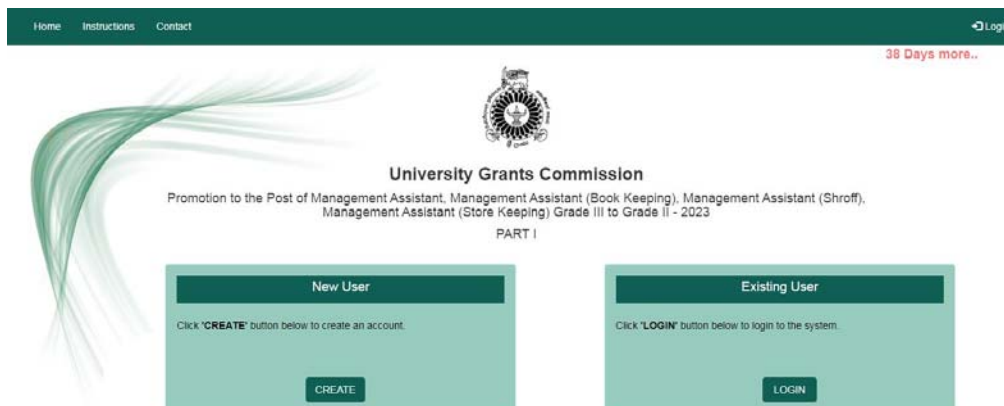 Home Instructions Contact
38 Days more..
University Grants Commission
Promotion to the Post of Management Assistant, Management Assistant (Book Keeping), Management Assistant (Shroff),
Management Assistant (Store Keeping) Grade III to Grade II - 2023
PART I
New User
Click "CREATE" button below to create an account.
CREATE
Existing User
Click "LOGIN" button below to login to the system.
LOGIN